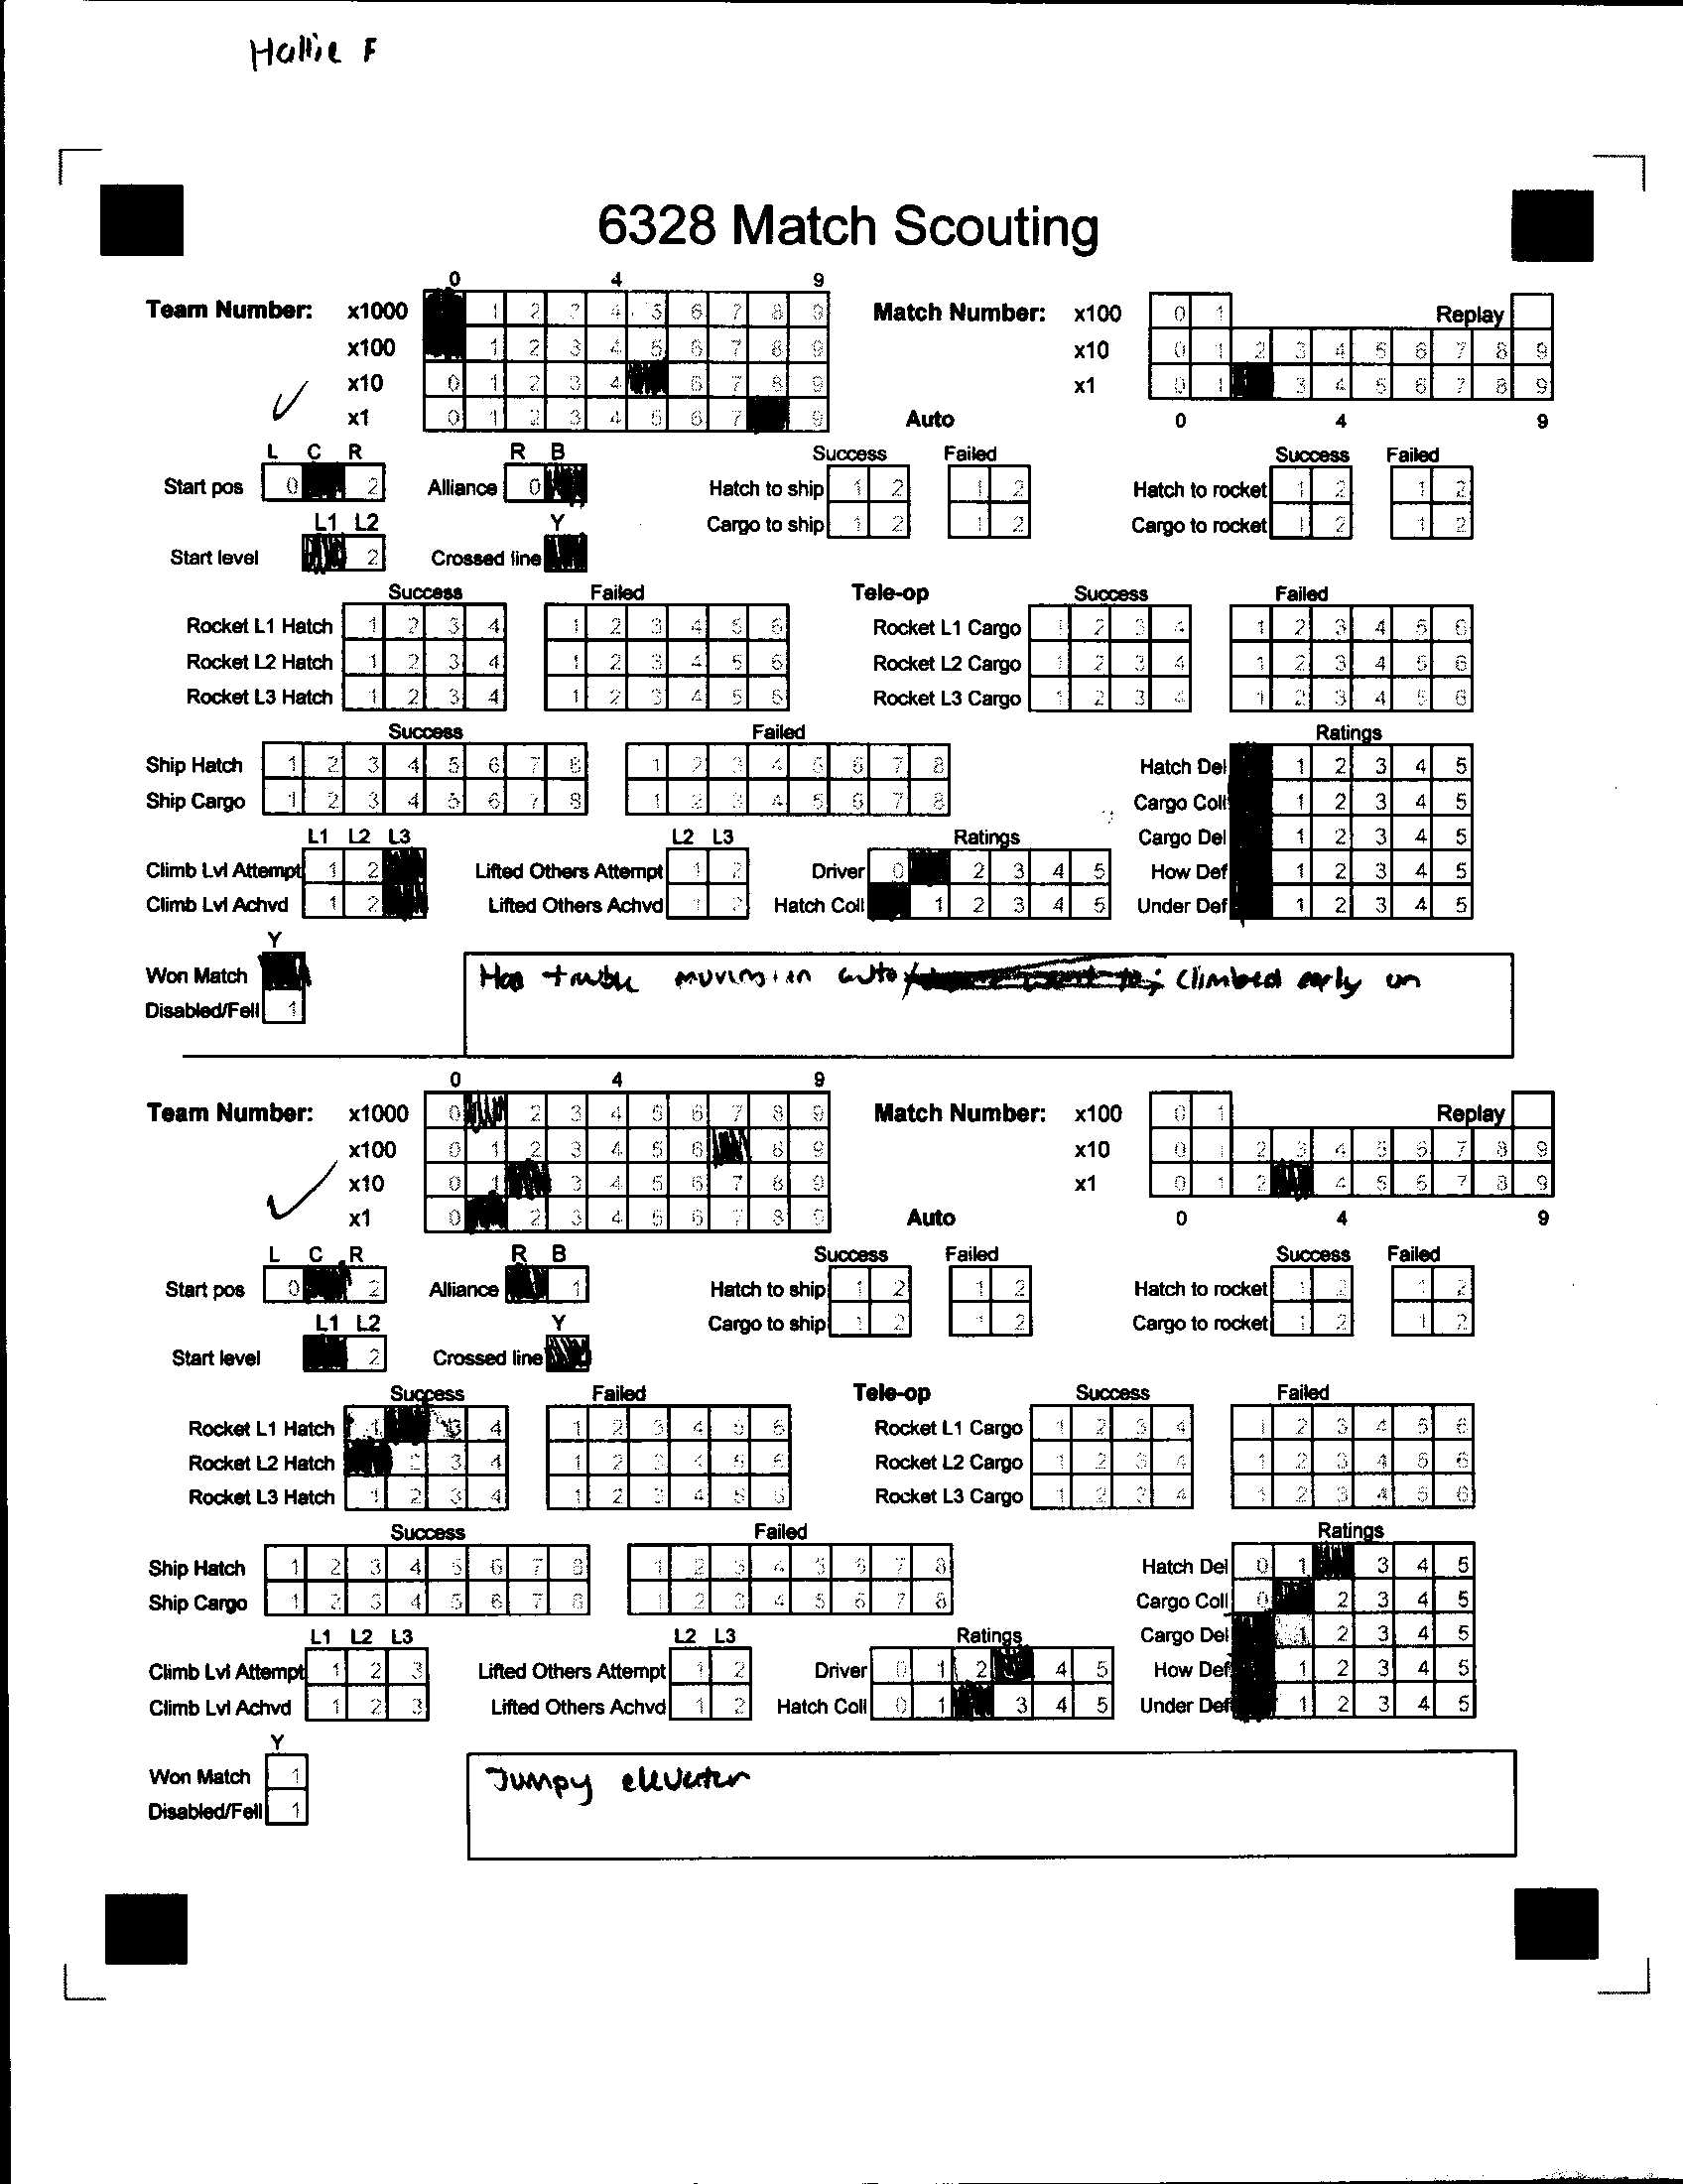 Hallie F
6328 Match Scouting
0 4 9
Team Number: x1000 1 2 3 4 5 6 7 8 9 Match Number: x100 0 1 Replay
x100 1 2 3 4 5 6 7 8 9 x10 0 1 2 3 4 5 6 7 8 9
x10 0 1 2 3 4 6 7 8 9 x1 0 1 3 4 5 6 7 8 9
x1 0 1 2 3 4 5 6 7 9 Auto 0 4 9
L C R R B Success Failed Success Failed
Start pos 0 2 Alliance 0 Hatch to ship 1 2 1 2 Hatch to rocket 1 2 1 2
L1 L2 Y Cargo to ship 1 2 1 2 Cargo to rocket 1 2 1 2
Start level 2 Crossed line
Success Failed Tele-op Success Failed
Rocket L1 Hatch 1 2 3 4 1 2 3 4 5 6 Rocket L1 Cargo 1 2 3 4 1 2 3 4 5 6
Rocket L2 Hatch 1 2 3 4 1 2 3 4 5 6 Rocket L2 Cargo 1 2 3 4 1 2 3 4 5 6
Rocket L3 Hatch 1 2 3 4 1 2 3 4 5 6 Rocket L3 Cargo 1 2 3 4 1 2 3 4 5 6
Success Failed Ratings
Ship Hatch 1 2 3 4 5 6 7 8 1 2 3 4 5 6 7 8 Hatch Del 1 2 3 4 5
Ship Cargo 1 2 3 4 5 6 7 8 1 2 3 4 5 6 7 8 Cargo Coll 1 2 3 4 5
L1 L2 L3 L2 L3 Ratings Cargo Del 1 2 3 4 5
Climb Lvl Attempt 1 2 Lifted Others Attempt 1 2 Driver 0 2 3 4 5 How Def 1 2 3 4 5
Climb Lvl Achvd 1 2 Lifted Others Achvd 1 2 Hatch Coll 1 2 3 4 5 Under Def 1 2 3 4 5
Y
Won Match Has trouble moving in auto ; climbed early on
Disabled/Fell 1
0 4 9
Team Number: x1000 0 2 3 4 5 6 7 8 9 Match Number: x100 0 1 Replay
x100 0 1 2 3 4 5 6 8 9 x10 0 1 2 3 4 5 6 7 8 9
x10 0 1 3 4 5 6 7 8 9 x1 0 1 2 4 5 6 7 8 9
x1 0 2 3 4 5 6 7 8 9 Auto 0 4 9
L C R R B Success Failed Success Failed
Start pos 0 2 Alliance 1 Hatch to ship 1 2 1 2 Hatch to rocket 1 2 1 2
L1 L2 Y Cargo to ship 1 2 1 2 Cargo to rocket 1 2 1 2
Start level 2 Crossed line
Success Failed Tele-op Success Failed
Rocket L1 Hatch 1 3 4 1 2 3 4 5 6 Rocket L1 Cargo 1 2 3 4 1 2 3 4 5 6
Rocket L2 Hatch 2 3 4 1 2 3 4 5 6 Rocket L2 Cargo 1 2 3 4 1 2 3 4 5 6
Rocket L3 Hatch 1 2 3 4 1 2 3 4 5 6 Rocket L3 Cargo 1 2 3 4 1 2 3 4 5 6
Success Failed Ratings
Ship Hatch 1 2 3 4 5 6 7 8 1 2 3 4 5 6 7 8 Hatch Del 0 1 3 4 5
Ship Cargo 1 2 3 4 5 6 7 8 1 2 3 4 5 6 7 8 Cargo Coll 0 2 3 4 5
L1 L2 L3 L2 L3 Ratings Cargo Del 1 2 3 4 5
Climb Lvl Attempt 1 2 3 Lifted Others Attempt 1 2 Driver 0 1 2 4 5 How Def 1 2 3 4 5
Climb Lvl Achvd 1 2 3 Lifted Others Achvd 1 2 Hatch Coll 0 1 3 4 5 Under Def 1 2 3 4 5
Y
Won Match 1 Jumpy elevator
Disabled/Fell 1